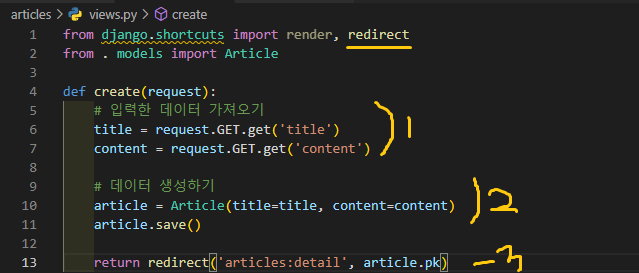 articles > views.py > create
1 from django.shortcuts import render, redirect
2 from . models import Article
3
4 def create(request):
5 # 입력한 데이터 가져오기
6 title = request.GET.get('title')
7 content = request.GET.get('content')
8
9 # 데이터 생성하기
10 article = Article(title=title, content=content)
11 article.save()
12
13 return redirect('articles:detail', article.pk)
1
2
3